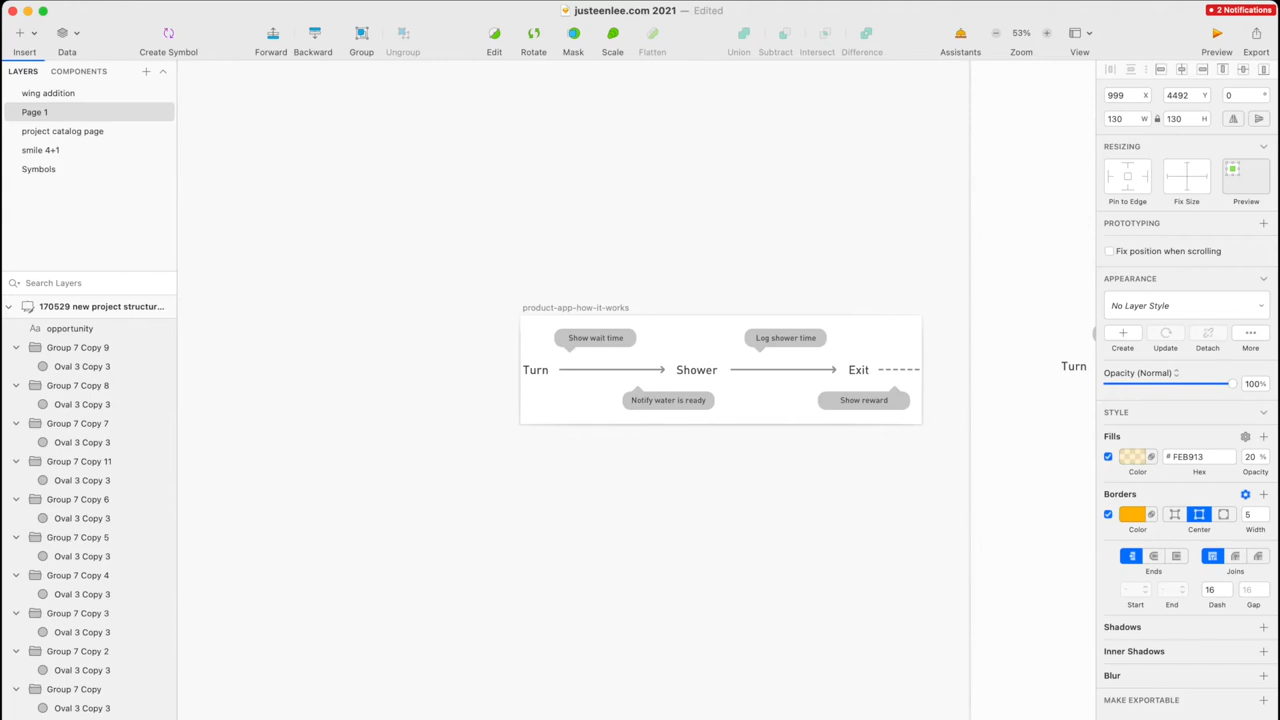 justeenlee.com 2021 — Edited
2 Notifications
Insert
Data
Create Symbol
Forward
Backward
Group
Ungroup
Edit
Rotate
Mask
Scale
Flatten
Union
Subtract
Intersect
Difference
Assistants
53%
Zoom
View
Preview
Export
LAYERS
COMPONENTS
wing addition
Page 1
project catalog page
smile 4+1
Symbols
Search Layers
170529 new project structur...
Aa opportunity
Group 7 Copy 9
Oval 3 Copy 3
Group 7 Copy 8
Oval 3 Copy 3
Group 7 Copy 7
Oval 3 Copy 3
Group 7 Copy 11
Oval 3 Copy 3
Group 7 Copy 6
Oval 3 Copy 3
Group 7 Copy 5
Oval 3 Copy 3
Group 7 Copy 4
Oval 3 Copy 3
Group 7 Copy 3
Oval 3 Copy 3
Group 7 Copy 2
Oval 3 Copy 3
Group 7 Copy
Oval 3 Copy 3
product-app-how-it-works
Show wait time
Log shower time
Turn
Shower
Exit
Notify water is ready
Show reward
Turn
999 X
4492 Y
0 °
130 W
130 H
RESIZING
Pin to Edge
Fix Size
Preview
PROTOTYPING
Fix position when scrolling
APPEARANCE
No Layer Style
Create
Update
Detach
More
Opacity (Normal)
100%
STYLE
Fills
# FEB913
20 %
Color
Hex
Opacity
Borders
5
Color
Center
Width
Ends
Joins
-
-
16
16
Start
End
Dash
Gap
Shadows
Inner Shadows
Blur
MAKE EXPORTABLE